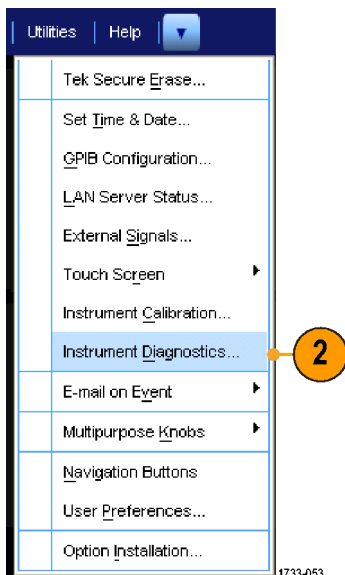 Utilities Help
Tek Secure Erase...
Set Time & Date...
GPIB Configuration...
LAN Server Status...
External Signals...
Touch Screen
Instrument Calibration...
Instrument Diagnostics...
2
E-mail on Event
Multipurpose Knobs
Navigation Buttons
User Preferences...
Option Installation...
1733-053